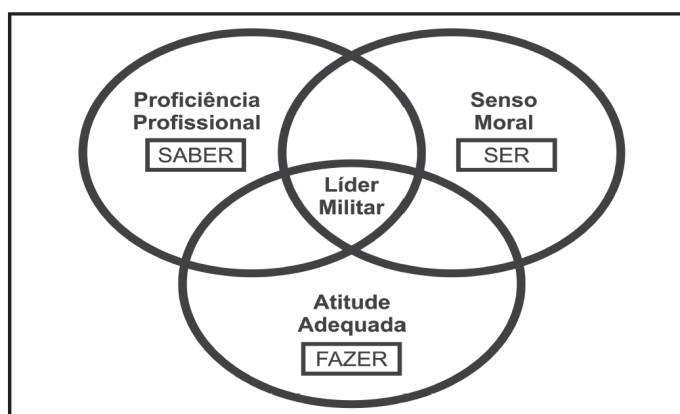 Proficiência
Profissional
SABER
Senso
Moral
SER
Líder
Militar
Atitude
Adequada
FAZER